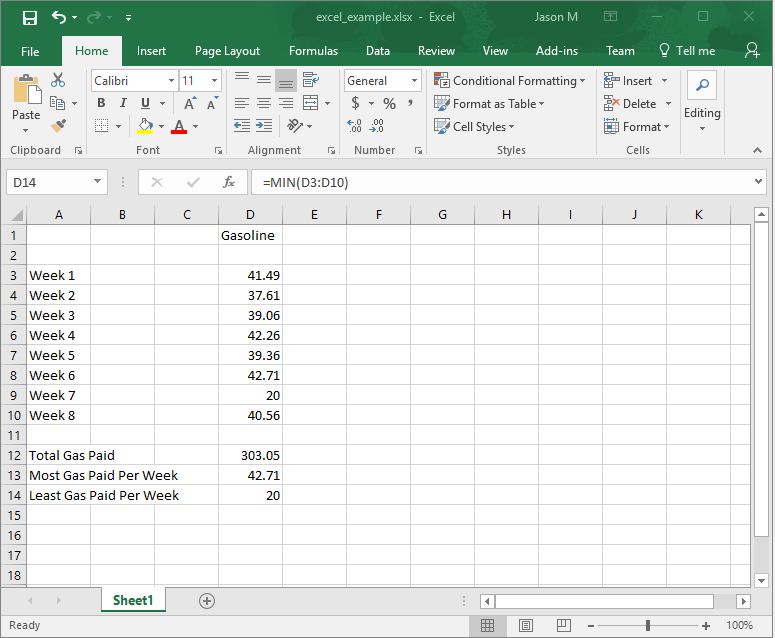 excel_example.xlsx - Excel
Jason M
File Home Insert Page Layout Formulas Data Review View Add-ins Team Tell me
Calibri 11 General Conditional Formatting Insert
Paste B I U A A $ % , Format as Table Delete Editing
A .00 .00 Cell Styles Format
Clipboard Font Alignment Number Styles Cells
D14 fx =MIN(D3:D10)
A B C D E F G H I J K
1 Gasoline
2
3 Week 1 41.49
4 Week 2 37.61
5 Week 3 39.06
6 Week 4 42.26
7 Week 5 39.36
8 Week 6 42.71
9 Week 7 20
10 Week 8 40.56
11
12 Total Gas Paid 303.05
13 Most Gas Paid Per Week 42.71
14 Least Gas Paid Per Week 20
15
16
17
18
Sheet1
Ready 100%